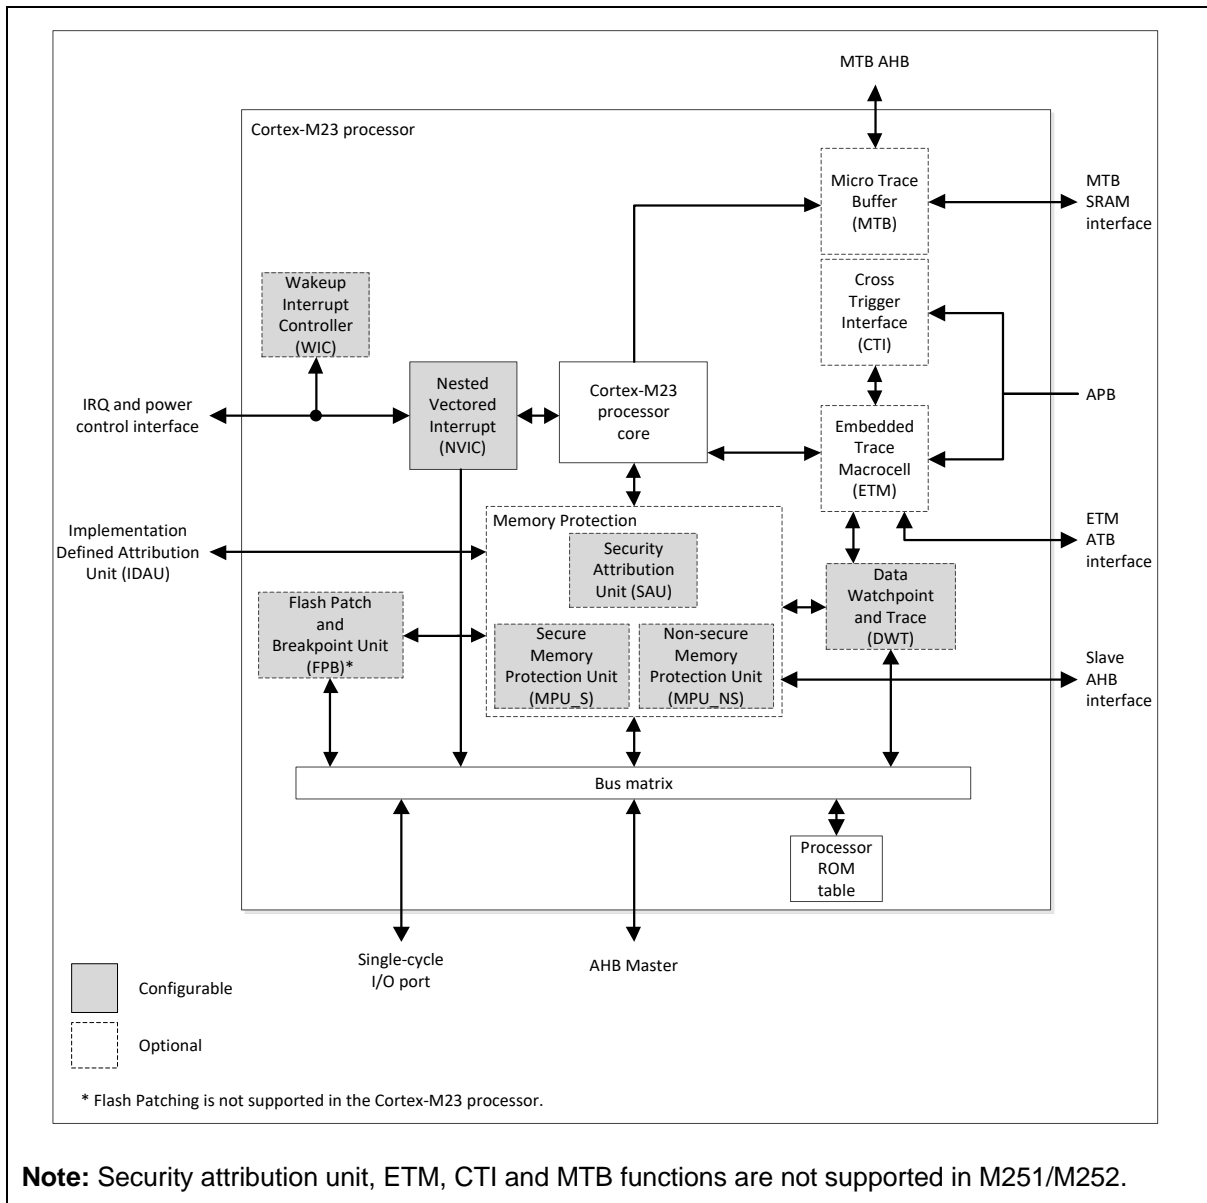 MTB AHB
Cortex-M23 processor
Micro Trace
Buffer
(MTB)
MTB
SRAM
interface
Wakeup
Interrupt
Controller
(WIC)
Cross
Trigger
Interface
(CTI)
Nested
Vectored
Interrupt
(NVIC)
Cortex-M23
processor
core
IRQ and power
control interface
APB
Embedded
Trace
Macrocell
(ETM)
Memory Protection
Implementation
Defined Attribution
Unit (IDAU)
Security
Attribution
Unit (SAU)
ETM
ATB
interface
Data
Watchpoint
and Trace
(DWT)
Flash Patch
and
Breakpoint Unit
(FPB)*
Secure
Memory
Protection Unit
(MPU_S)
Non-secure
Memory
Protection Unit
(MPU_NS)
Slave
AHB
interface
Bus matrix
Processor
ROM
table
Single-cycle
I/O port
AHB Master
Configurable
Optional
* Flash Patching is not supported in the Cortex-M23 processor.
Note: Security attribution unit, ETM, CTI and MTB functions are not supported in M251/M252.